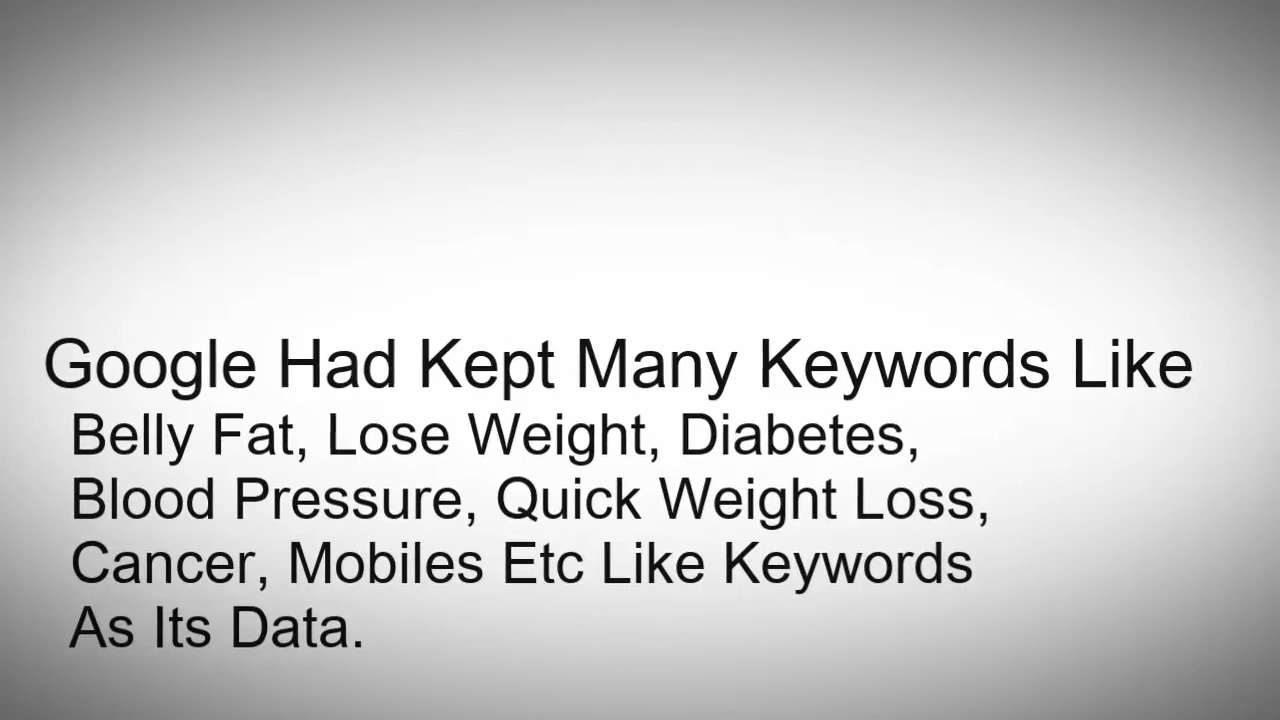 Google Had Kept Many Keywords Like
Belly Fat, Lose Weight, Diabetes,
Blood Pressure, Quick Weight Loss,
Cancer, Mobiles Etc Like Keywords
As Its Data.